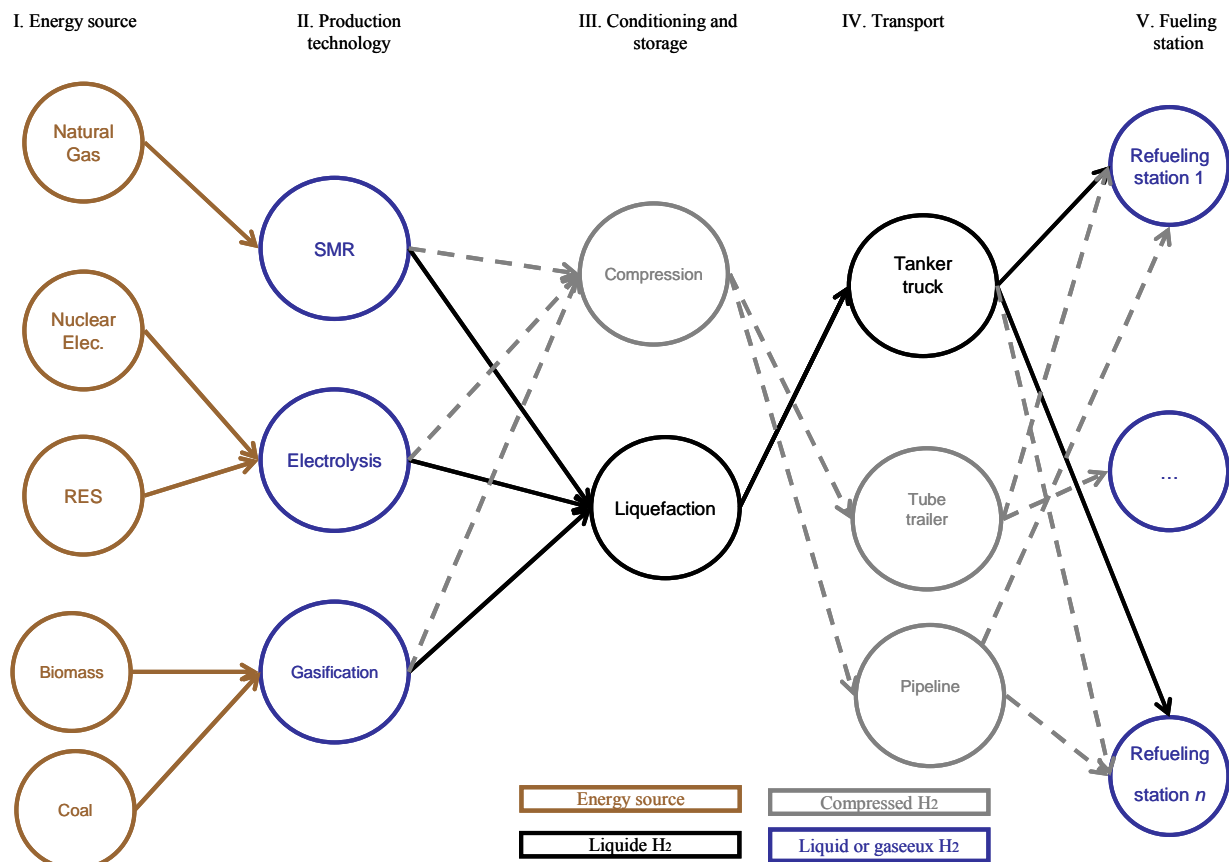 I. Energy source
II. Production
technology
III. Conditioning and
storage
IV. Transport
V. Fueling
station
Natural
Gas
Nuclear
Elec.
RES
Biomass
Coal
SMR
Electrolysis
Gasification
Compression
Liquefaction
Tanker
truck
Tube
trailer
Pipeline
Refueling
station 1
...
Refueling
station n
Energy source
Compressed H2
Liquide H2
Liquid or gaseeux H2